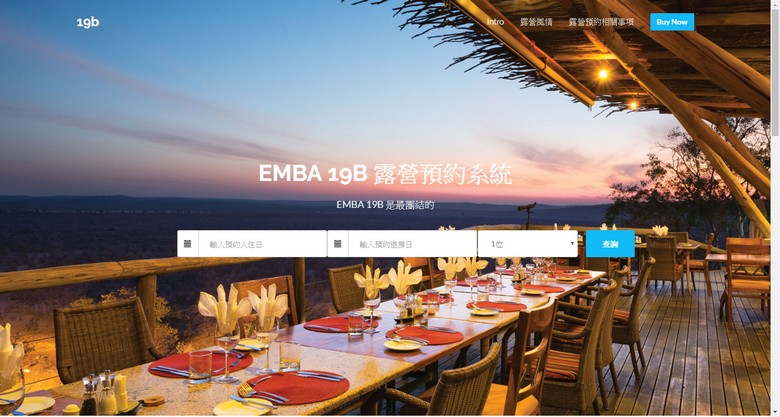 19b
Intro 露營風情 露營預約相關事項 Buy Now
EMBA 19B 露營預約系統
EMBA 19B 是最團結的
輸入預約入住日 輸入預約退房日 1位 查詢